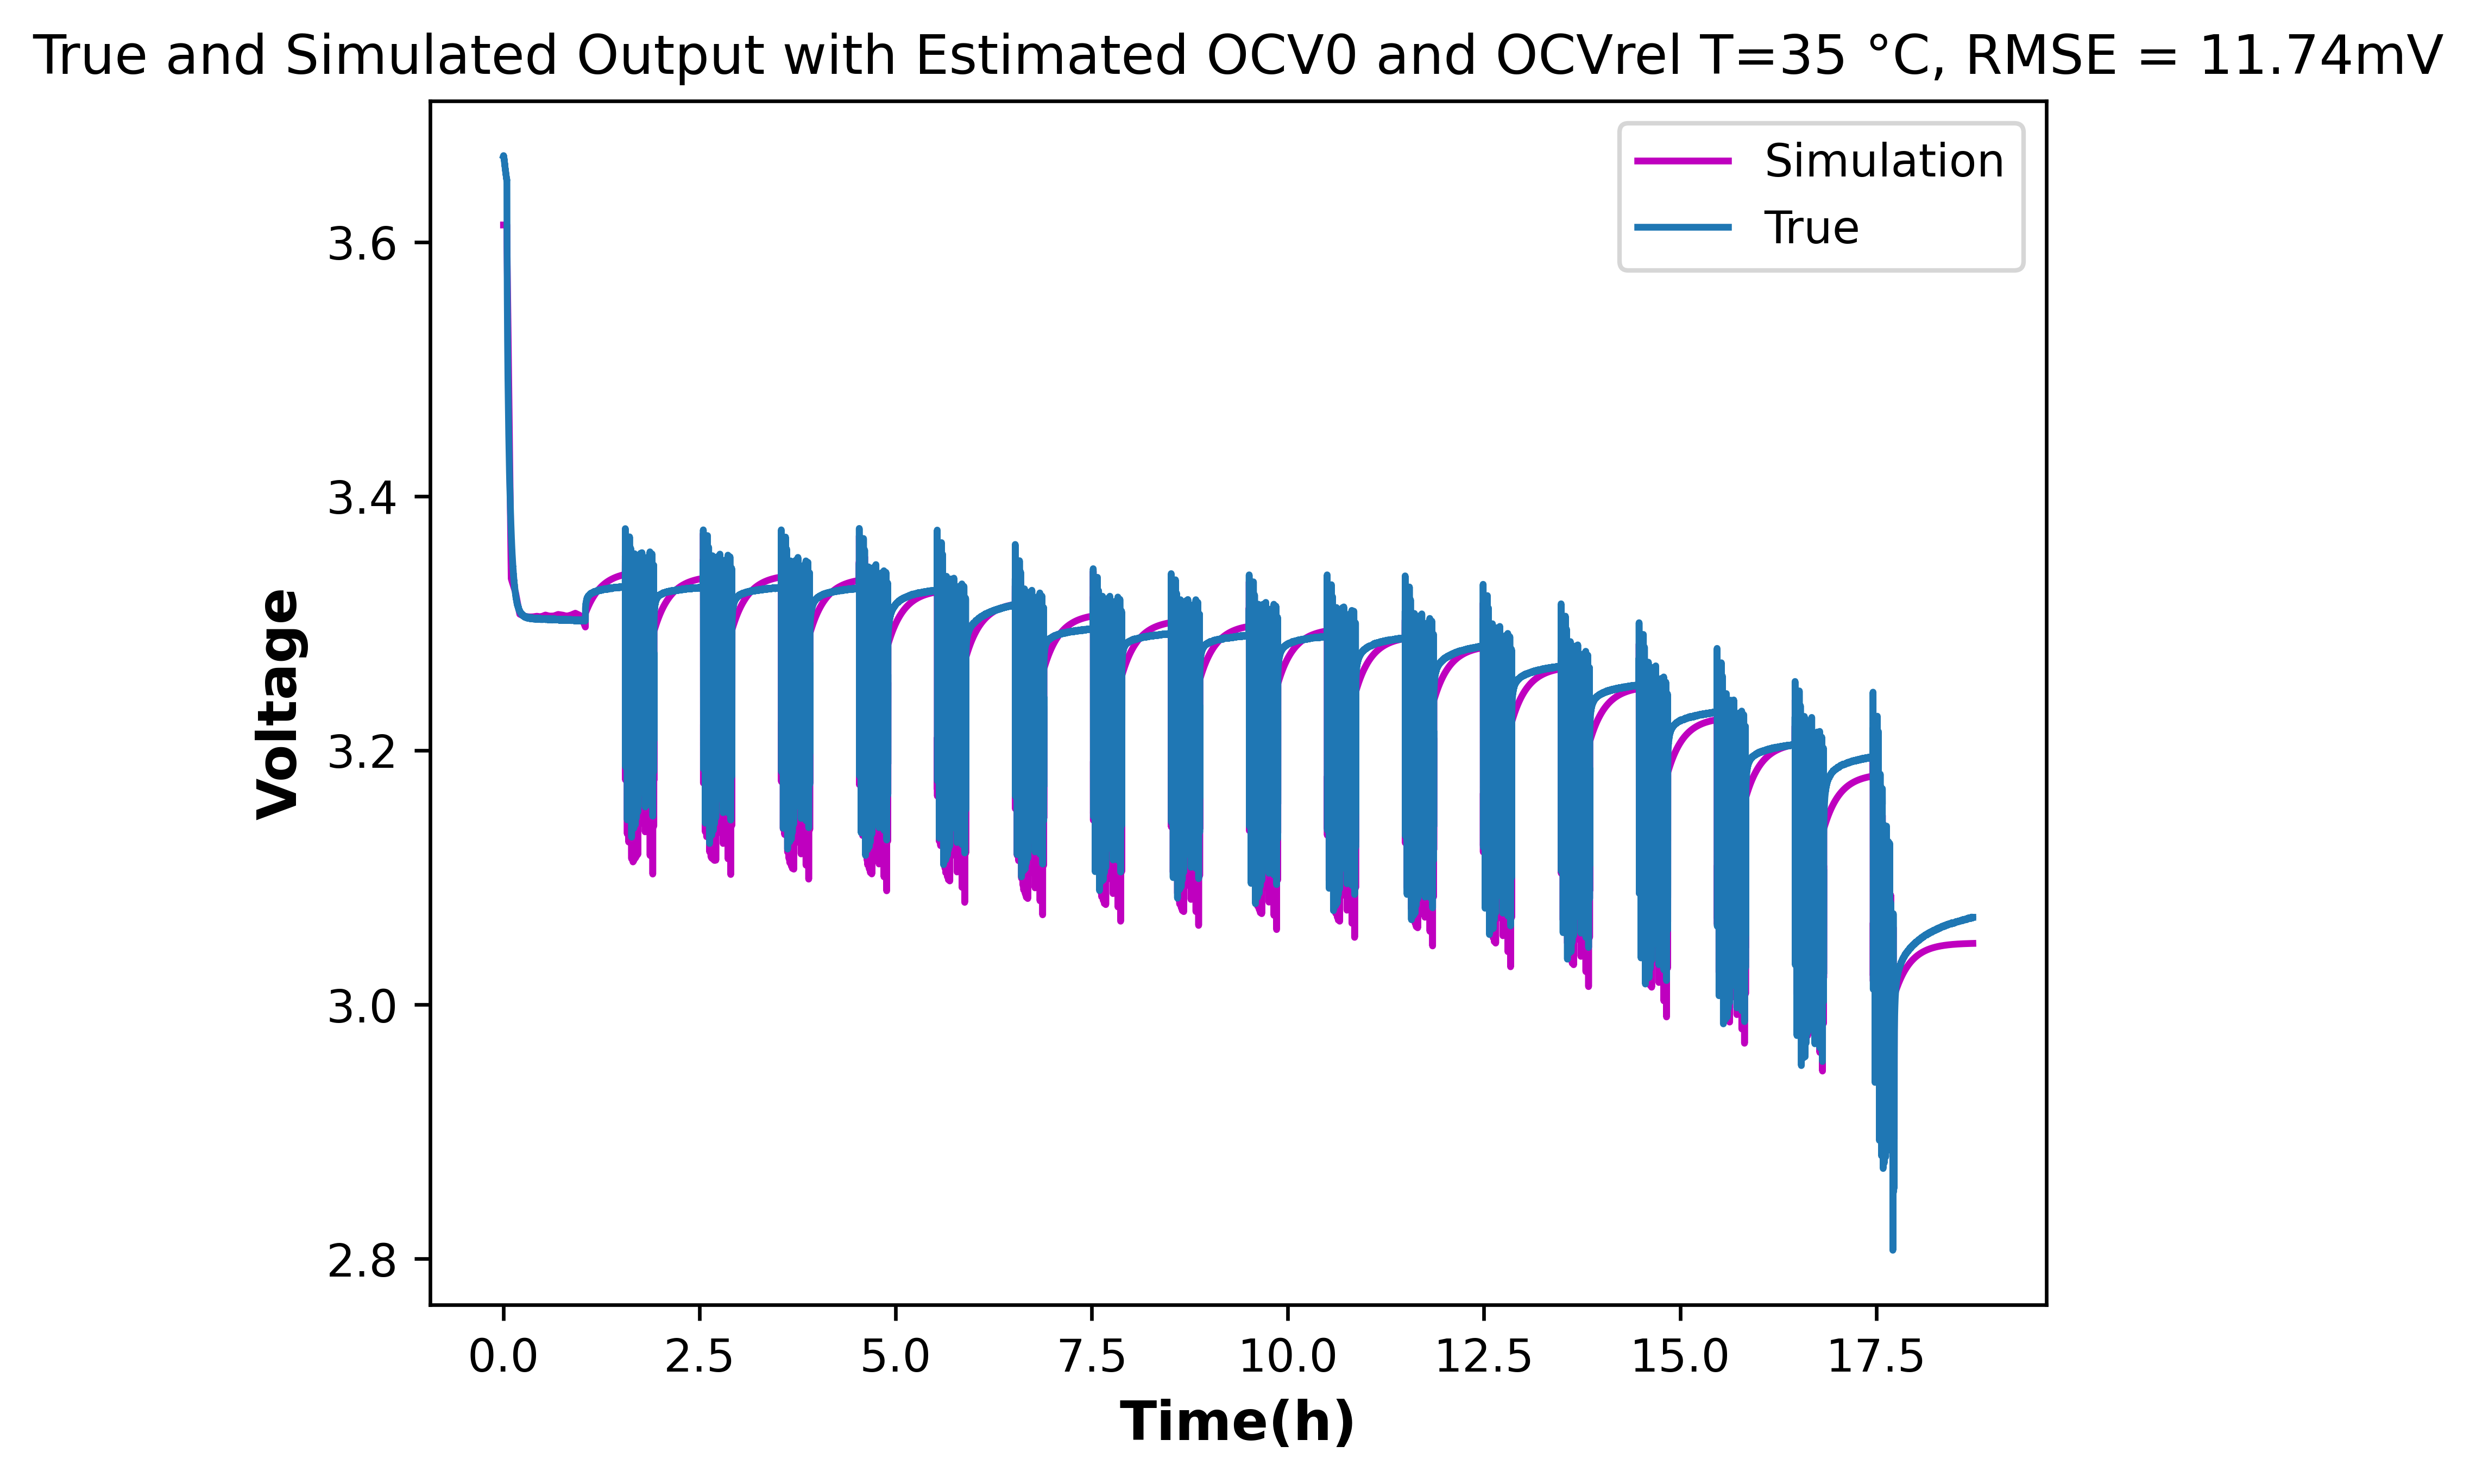 True and Simulated Output with Estimated OCV0 and OCVrel T=35 °C, RMSE = 11.74mV
Simulation
True
3.6
3.4
3.2
3.0
2.8
Voltage
0.0 2.5 5.0 7.5 10.0 12.5 15.0 17.5
Time(h)